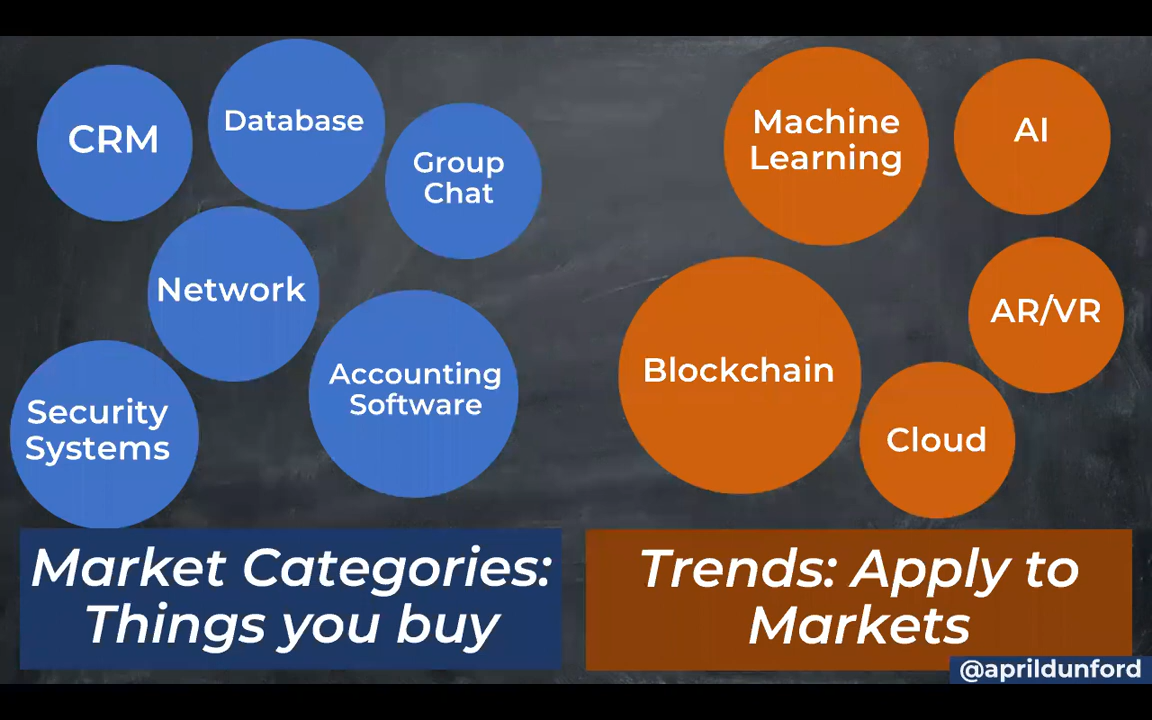 CRM
Database
Group
Chat
Network
Accounting
Software
Security
Systems
Market Categories:
Things you buy
Machine
Learning
AI
AR/VR
Blockchain
Cloud
Trends: Apply to
Markets
@aprildunford